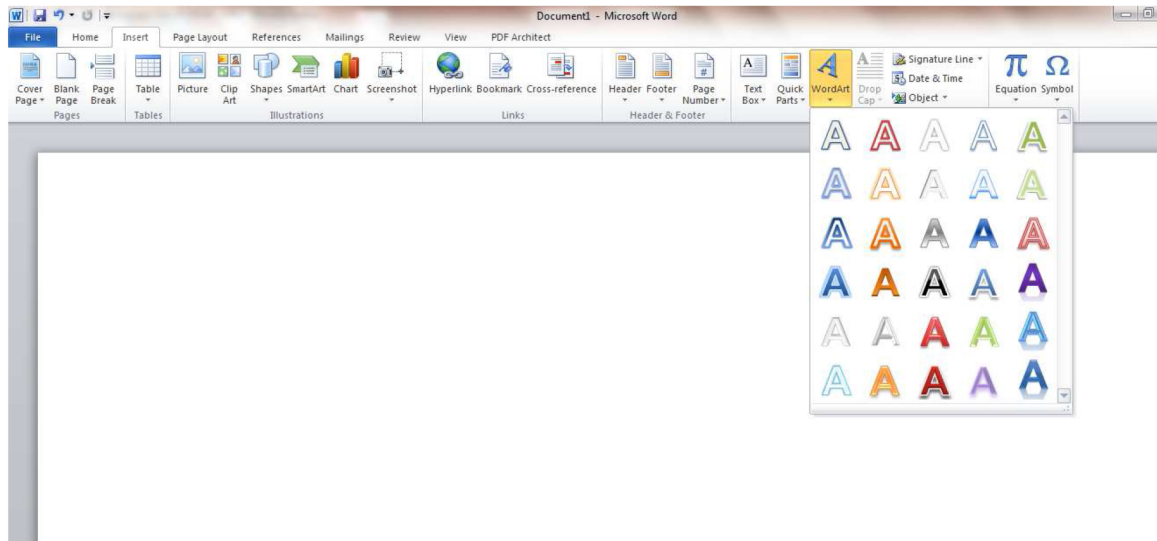 Document1 - Microsoft Word
File Home Insert Page Layout References Mailings Review View PDF Architect
Cover Page Blank Page Page Break Table Picture Clip Art Shapes SmartArt Chart Screenshot Hyperlink Bookmark Cross-reference Header Footer Page Number Text Box Quick Parts WordArt Drop Cap Signature Line Date & Time Object Equation Symbol
Pages Tables Illustrations Links Header & Footer
A A A A A
A A A A A
A A A A A
A A A A A
A A A A A
A A A A A